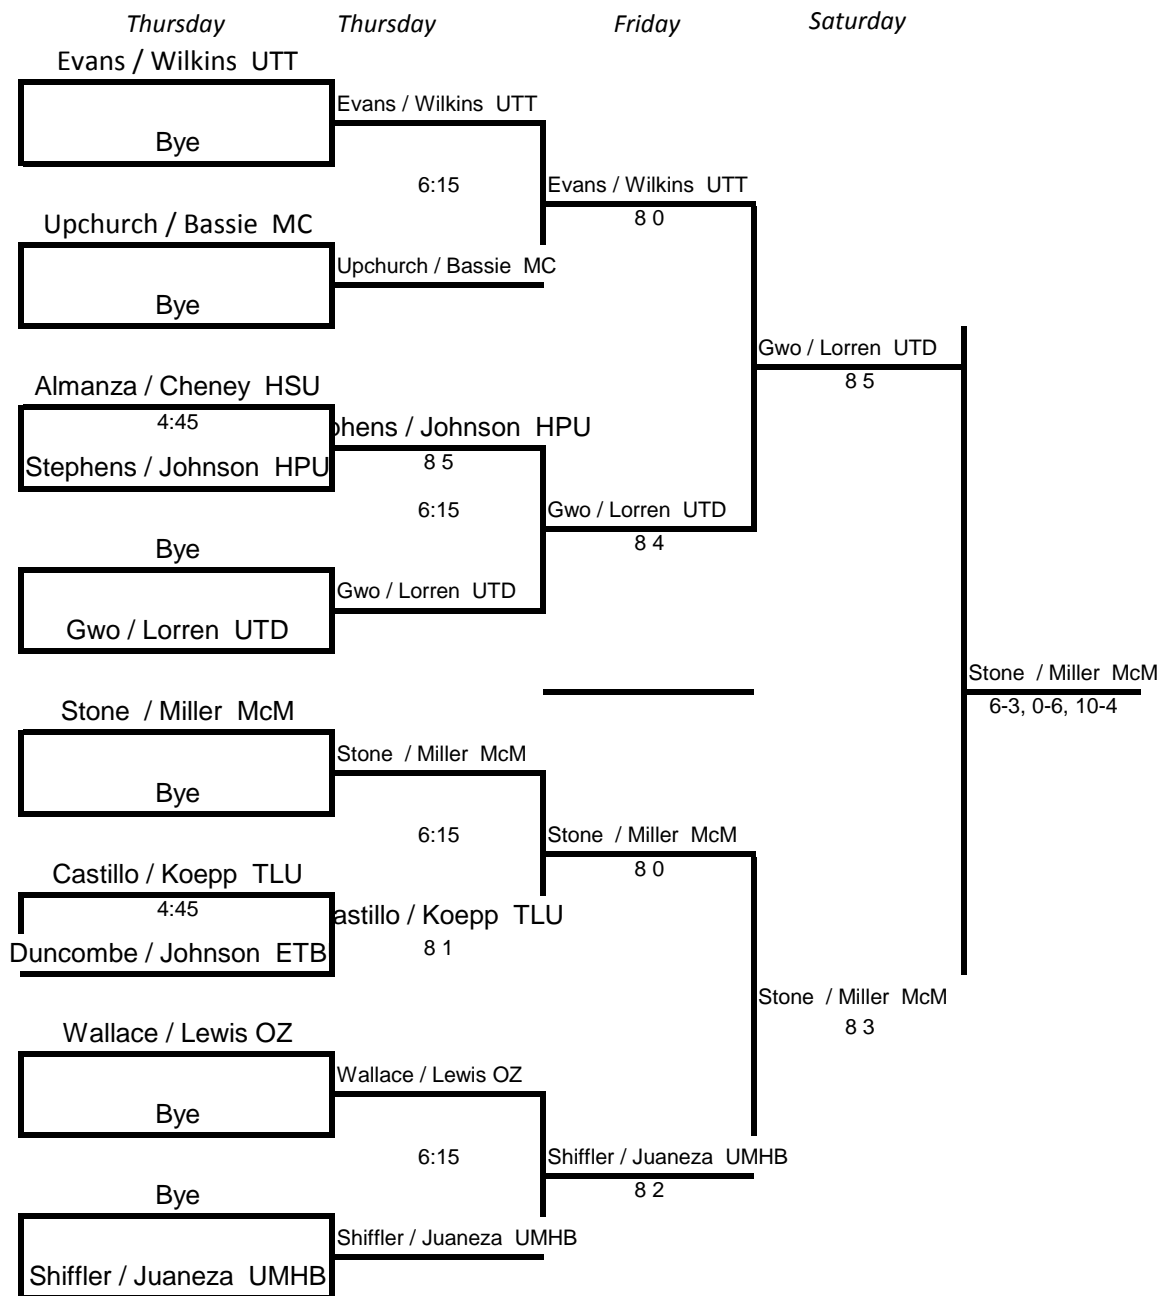 Thursday Thursday Friday Saturday
Evans / Wilkins UTT
Evans / Wilkins UTT
Bye
6:15
Evans / Wilkins UTT
8 0
Upchurch / Bassie MC
Upchurch / Bassie MC
Bye
Gwo / Lorren UTD
8 5
Almanza / Cheney HSU
4:45
phens / Johnson HPU
Stephens / Johnson HPU
8 5
6:15
Gwo / Lorren UTD
8 4
Bye
Gwo / Lorren UTD
Gwo / Lorren UTD
Stone / Miller McM
6-3, 0-6, 10-4
Stone / Miller McM
Stone / Miller McM
Bye
6:15
Stone / Miller McM
8 0
Castillo / Koepp TLU
4:45
astillo / Koepp TLU
Duncombe / Johnson ETB
8 1
Stone / Miller McM
8 3
Wallace / Lewis OZ
Wallace / Lewis OZ
Bye
6:15
Shiffler / Juaneza UMHB
8 2
Bye
Shiffler / Juaneza UMHB
Shiffler / Juaneza UMHB